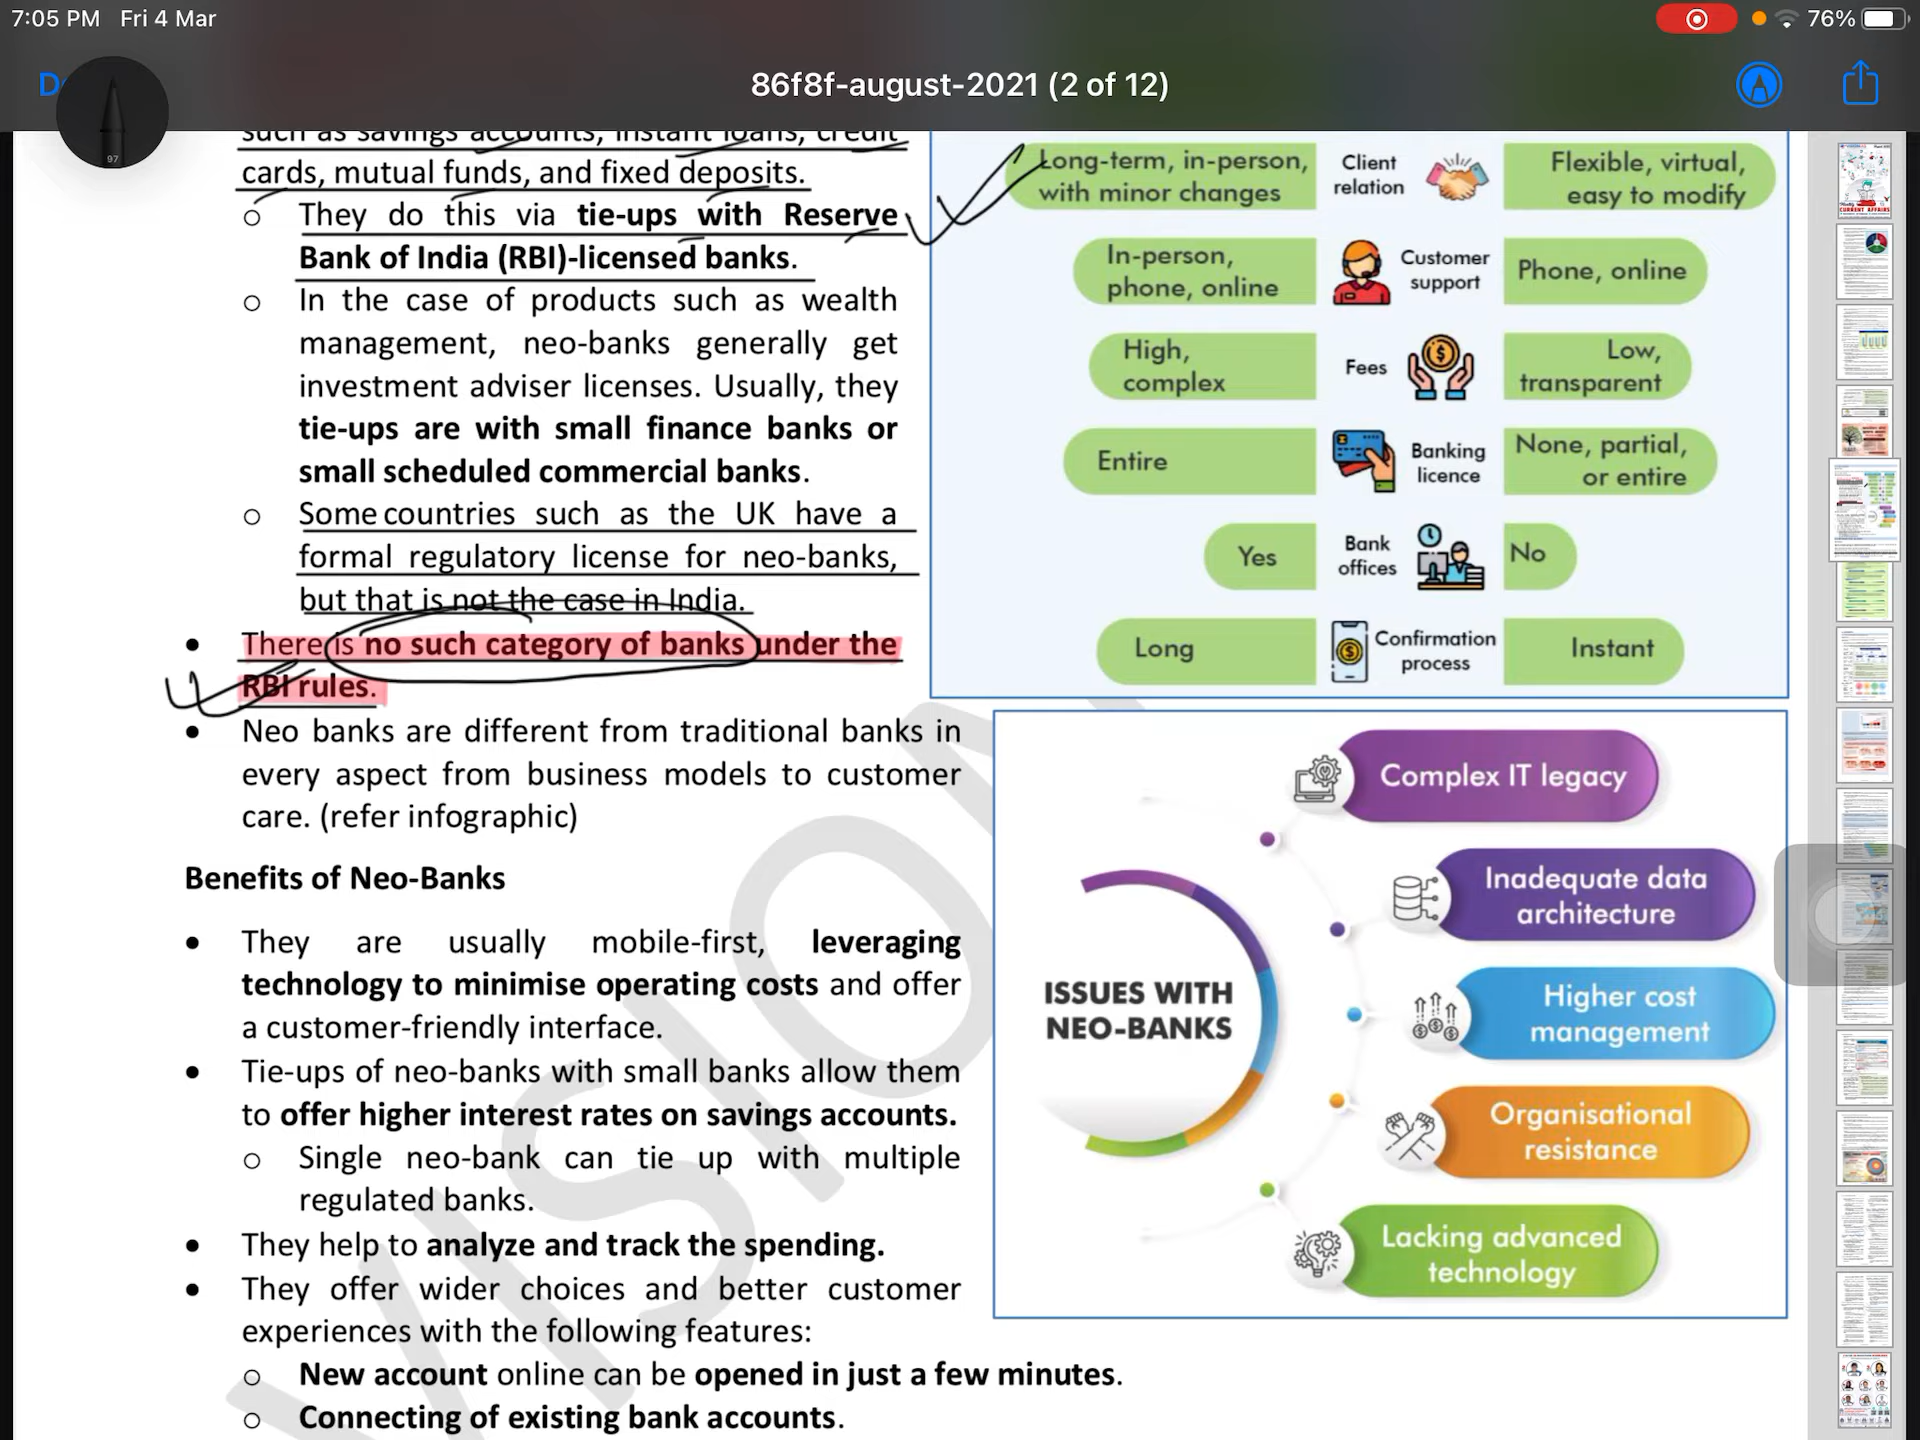 7:05 PM Fri 4 Mar
76%
86f8f-august-2021 (2 of 12)
97
such as savings accounts, instant loans, credit
cards, mutual funds, and fixed deposits.
o They do this via tie-ups with Reserve
Bank of India (RBI)-licensed banks.
o In the case of products such as wealth
management, neo-banks generally get
investment adviser licenses. Usually, they
tie-ups are with small finance banks or
small scheduled commercial banks.
o Some countries such as the UK have a
formal regulatory license for neo-banks,
but that is not the case in India.
• There is no such category of banks under the
RBI rules.
• Neo banks are different from traditional banks in
every aspect from business models to customer
care. (refer infographic)
Benefits of Neo-Banks
• They are usually mobile-first, leveraging
technology to minimise operating costs and offer
a customer-friendly interface.
• Tie-ups of neo-banks with small banks allow them
to offer higher interest rates on savings accounts.
o Single neo-bank can tie up with multiple
regulated banks.
• They help to analyze and track the spending.
• They offer wider choices and better customer
experiences with the following features:
o New account online can be opened in just a few minutes.
o Connecting of existing bank accounts.
Long-term, in-person,
with minor changes
Client
relation
Flexible, virtual,
easy to modify
In-person,
phone, online
Customer
support
Phone, online
High,
complex
Fees
Low,
transparent
Entire
Banking
licence
None, partial,
or entire
Yes
Bank
offices
No
Long
Confirmation
process
Instant
ISSUES WITH
NEO-BANKS
Complex IT legacy
Inadequate data
architecture
Higher cost
management
Organisational
resistance
Lacking advanced
technology
VISION